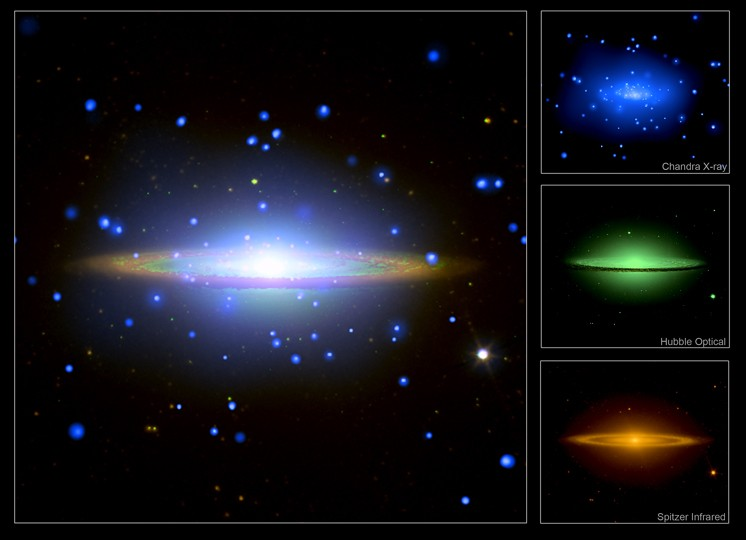 Chandra X-ray
Hubble Optical
Spitzer Infrared